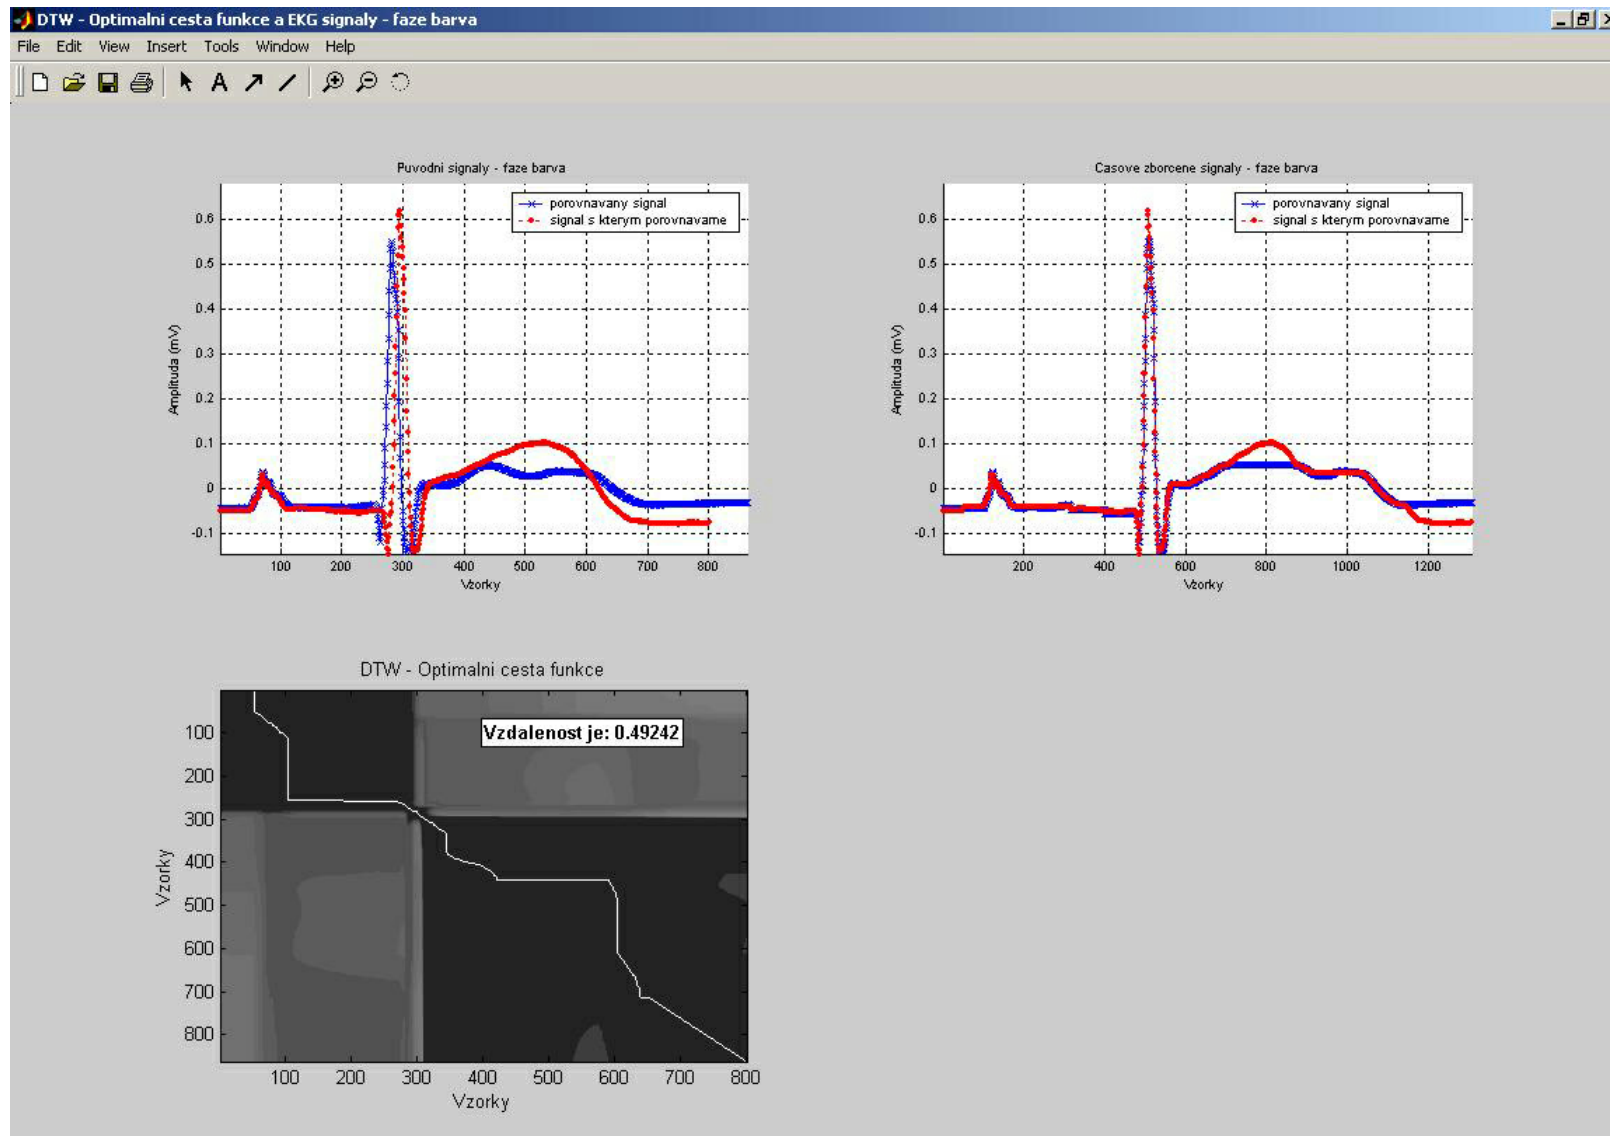 DTW - Optimalni cesta funkce a EKG signaly - faze barva
File Edit View Insert Tools Window Help
Puvodni signaly - faze barva
porovnavany signal
signal s kterym porovnavame
0.6
0.5
0.4
0.3
0.2
0.1
0
-0.1
Amplituda (mV)
100 200 300 400 500 600 700 800
Vzorky
Casove zborcene signaly - faze barva
porovnavany signal
signal s kterym porovnavame
0.6
0.5
0.4
0.3
0.2
0.1
0
-0.1
Amplituda (mV)
200 400 600 800 1000 1200
Vzorky
DTW - Optimalni cesta funkce
Vzdalenost je: 0.49242
100
200
300
400
500
600
700
800
Vzorky
100 200 300 400 500 600 700 800
Vzorky